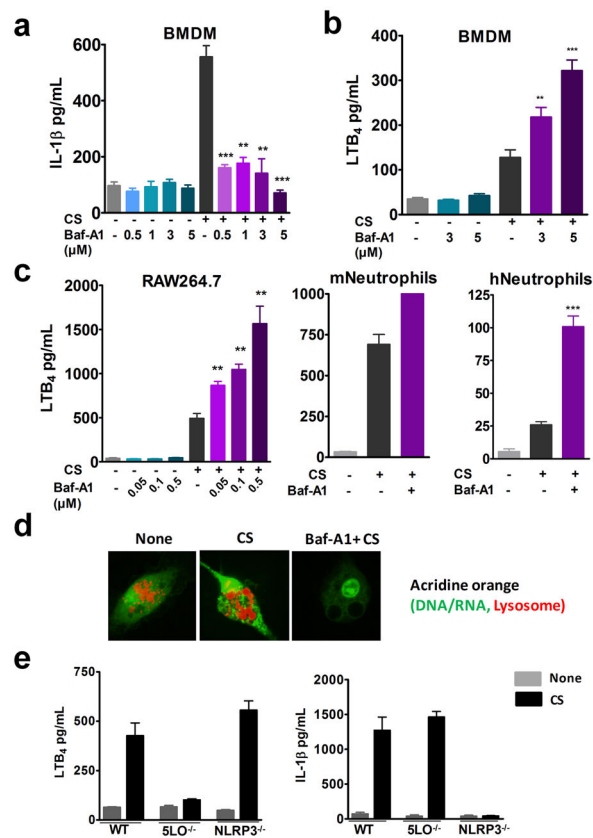 a
BMDM
IL-1β pg/mL
600
400
200
100
0
*** ** ** ***
CS - - - - - + + + + +
Baf-A1 - 0.5 1 3 5 - 0.5 1 3 5
(µM)
b
BMDM
LTB4 pg/mL
400
300
200
100
0
** ***
CS - - - + + +
Baf-A1 - 3 5 - 3 5
(µM)
c
RAW264.7
LTB4 pg/mL
2000
1500
1000
500
0
** ** **
CS - - - - + + + +
Baf-A1 - 0.05 0.1 0.5 - 0.05 0.1 0.5
(µM)
mNeutrophils
1000
750
500
250
0
CS - + +
Baf-A1 - - +
hNeutrophils
125
100
75
50
25
0
***
CS - + +
Baf-A1 - - +
d
None CS Baf-A1+ CS
Acridine orange
(DNA/RNA, Lysosome)
e
LTB4 pg/mL
750
500
250
0
WT 5LO-/- NLRP3-/-
IL-1β pg/mL
1500
1000
500
0
WT 5LO-/- NLRP3-/-
None
CS